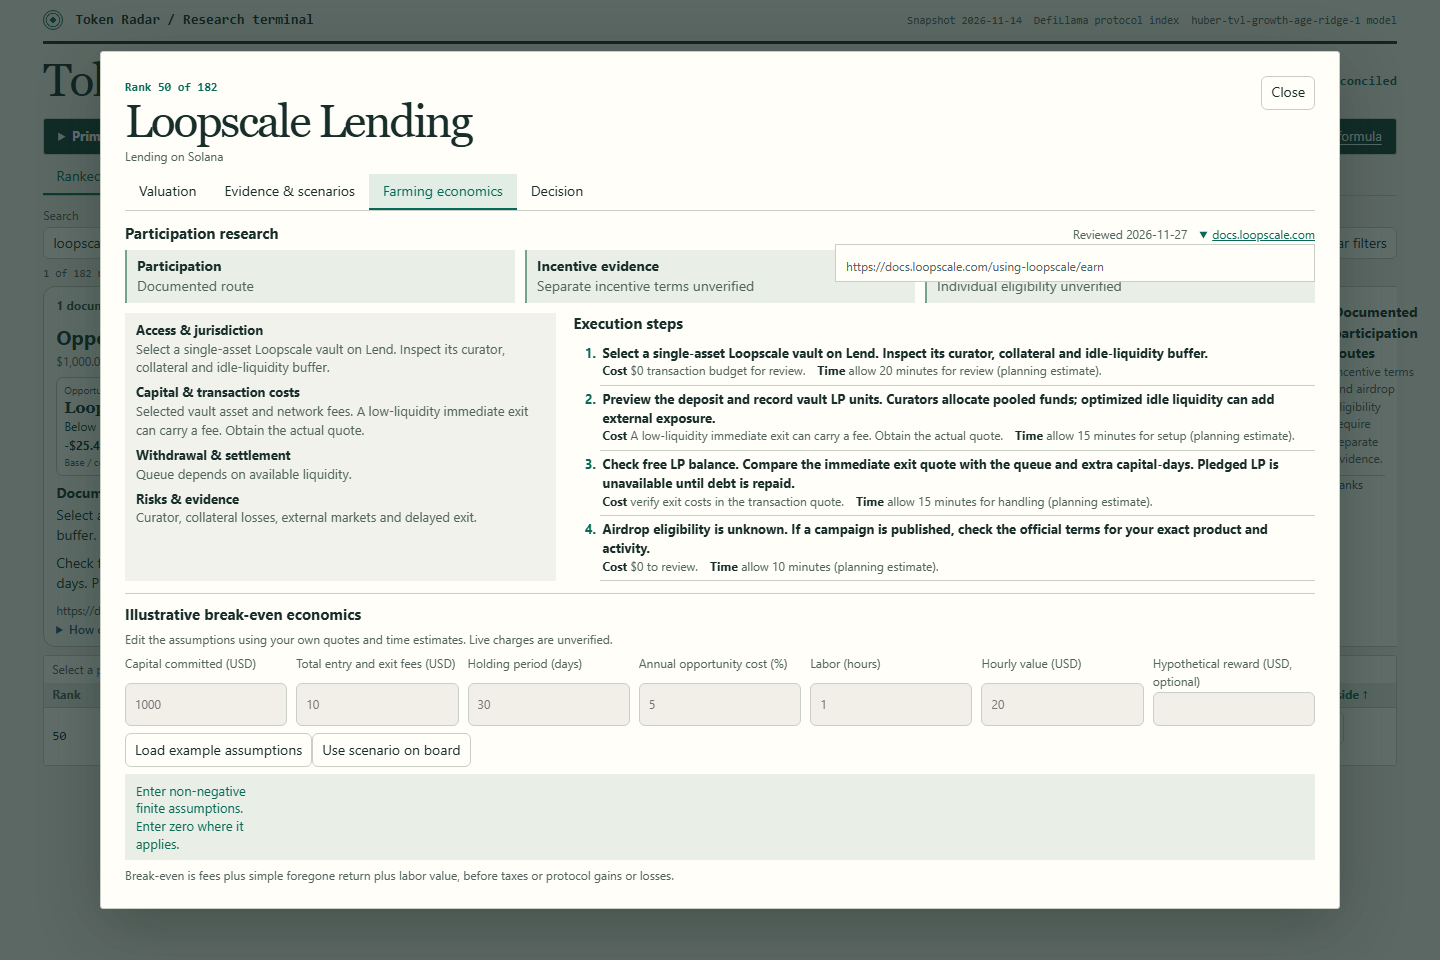 Token Radar / Research terminal
Snapshot 2026-11-14 DefiLlama protocol index huber-tvl-growth-age-ridge-1 model
Rank 50 of 182
Loopscale Lending
Lending on Solana
Close
Valuation
Evidence & scenarios
Farming economics
Decision
Participation research
Reviewed 2026-11-27 ▼ docs.loopscale.com
https://docs.loopscale.com/using-loopscale/earn
Participation
Documented route
Incentive evidence
Separate incentive terms unverified
Individual eligibility unverified
Access & jurisdiction
Select a single-asset Loopscale vault on Lend. Inspect its curator,
collateral and idle-liquidity buffer.
Capital & transaction costs
Selected vault asset and network fees. A low-liquidity immediate exit
can carry a fee. Obtain the actual quote.
Withdrawal & settlement
Queue depends on available liquidity.
Risks & evidence
Curator, collateral losses, external markets and delayed exit.
Execution steps
1. Select a single-asset Loopscale vault on Lend. Inspect its curator, collateral and idle-liquidity buffer.
Cost $0 transaction budget for review. Time allow 20 minutes for review (planning estimate).
2. Preview the deposit and record vault LP units. Curators allocate pooled funds; optimized idle liquidity can add
external exposure.
Cost A low-liquidity immediate exit can carry a fee. Obtain the actual quote. Time allow 15 minutes for setup (planning estimate).
3. Check free LP balance. Compare the immediate exit quote with the queue and extra capital-days. Pledged LP is
unavailable until debt is repaid.
Cost verify exit costs in the transaction quote. Time allow 15 minutes for handling (planning estimate).
4. Airdrop eligibility is unknown. If a campaign is published, check the official terms for your exact product and
activity.
Cost $0 to review. Time allow 10 minutes (planning estimate).
Illustrative break-even economics
Edit the assumptions using your own quotes and time estimates. Live charges are unverified.
Capital committed (USD)
1000
Total entry and exit fees (USD)
10
Holding period (days)
30
Annual opportunity cost (%)
5
Labor (hours)
1
Hourly value (USD)
20
Hypothetical reward (USD,
optional)
Load example assumptions
Use scenario on board
Enter non-negative
finite assumptions.
Enter zero where it
applies.
Break-even is fees plus simple foregone return plus labor value, before taxes or protocol gains or losses.
Search
Rank
50